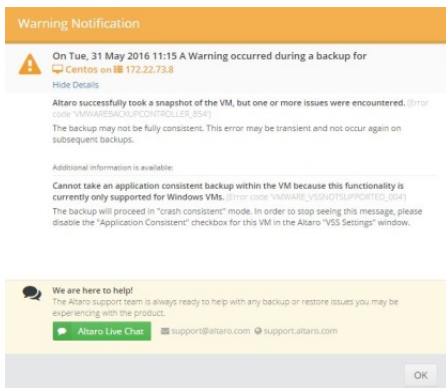 Warning Notification
On Tue, 31 May 2016 11:15 A Warning occurred during a backup for
Centos on 172.22.73.8
Hide Details
Altaro successfully took a snapshot of the VM, but one or more issues were encountered. (Error
code 'VMWAREBACKUPCONTROLLER_854')
The backup may not be fully consistent. This error may be transient and not occur again on
subsequent backups.
Additional information is available:
Cannot take an application consistent backup within the VM because this functionality is
currently only supported for Windows VMs. (Error code 'VMWARE_VSSNOTSUPPORTED_004')
The backup will proceed in "crash consistent" mode. In order to stop seeing this message, please
disable the "Application Consistent" checkbox for this VM in the Altaro "VSS Settings" window.
We are here to help!
The Altaro support team is always ready to help with any backup or restore issues you may be
experiencing with the product.
Altaro Live Chat support@altaro.com support.altaro.com
OK